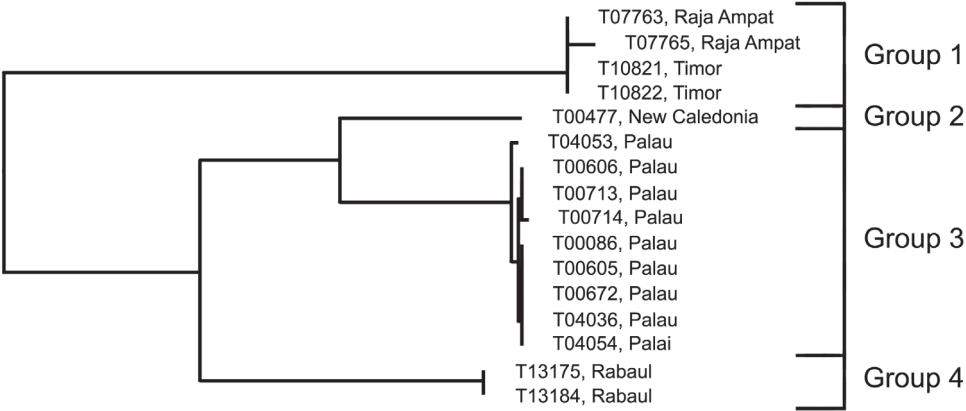 T07763, Raja Ampat
T07765, Raja Ampat
T10821, Timor
T10822, Timor
Group 1
T00477, New Caledonia
Group 2
T04053, Palau
T00606, Palau
T00713, Palau
T00714, Palau
T00086, Palau
T00605, Palau
T00672, Palau
T04036, Palau
T04054, Palai
Group 3
T13175, Rabaul
T13184, Rabaul
Group 4